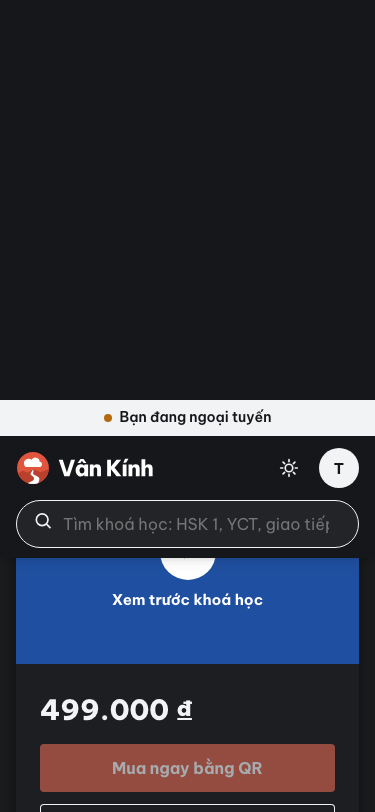 Bạn đang ngoại tuyến
Vân Kính
T
Tìm khoá học: HSK 1, YCT, giao tiếp
Xem trước khoá học
499.000 ₫
Mua ngay bằng QR